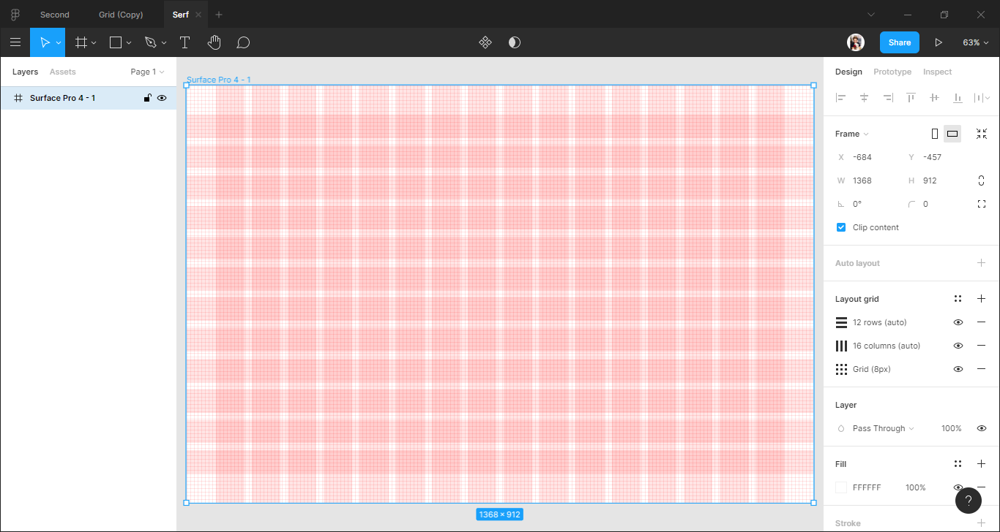 Second Grid (Copy) Serf
Share 63%
Layers Assets Page 1
Surface Pro 4 - 1
Surface Pro 4 - 1
1368 × 912
Design Prototype Inspect
Frame
X -684 Y -457
W 1368 H 912
0° 0
Clip content
Auto layout
Layout grid
12 rows (auto)
16 columns (auto)
Grid (8px)
Layer
Pass Through 100%
Fill
FFFFFF 100%
?
Stroke